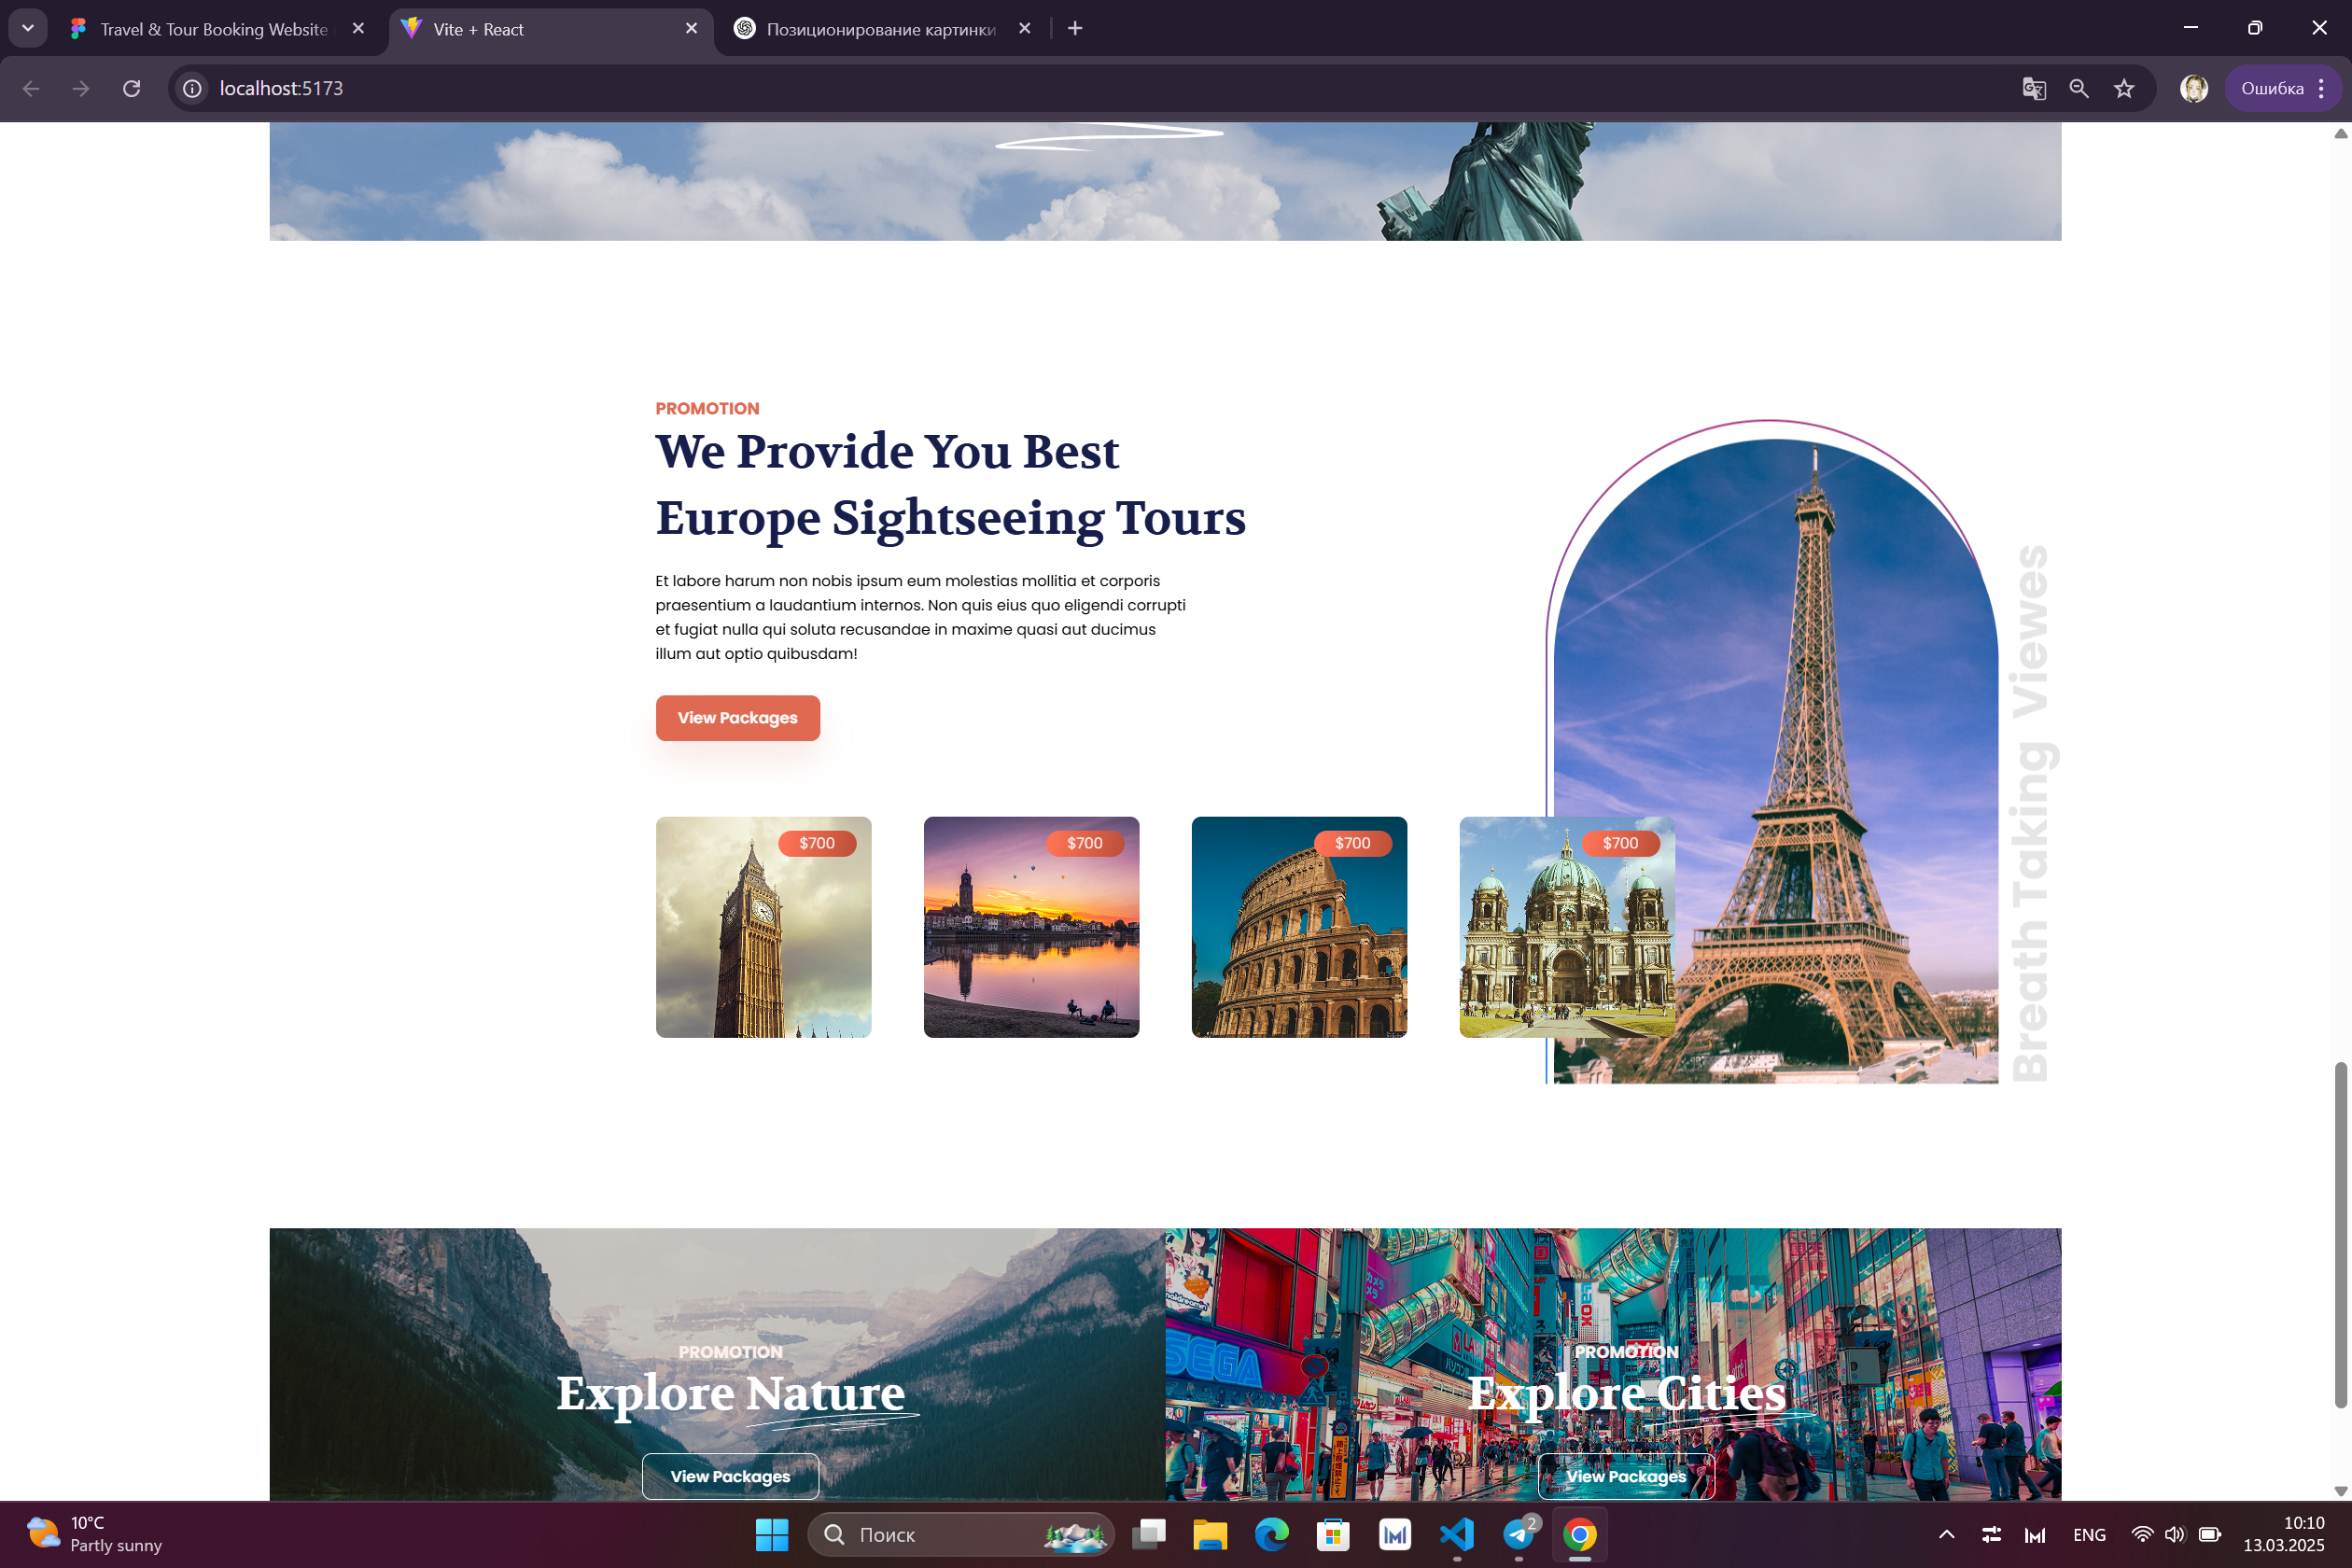 Travel & Tour Booking Website
Vite + React
Позиционирование картинки
localhost:5173
Ошибка
PROMOTION
We Provide You Best
Europe Sightseeing Tours
Et labore harum non nobis ipsum eum molestias mollitia et corporis
praesentium a laudantium internos. Non quis eius quo eligendi corrupti
et fugiat nulla qui soluta recusandae in maxime quasi aut ducimus
illum aut optio quibusdam!
View Packages
$700
$700
$700
$700
Breath Taking Viewes
PROMOTION
Explore Nature
View Packages
SEGA
PROMOTION
Explore Cities
View Packages
10°C
Partly sunny
Поиск
2
ENG
10:10
13.03.2025